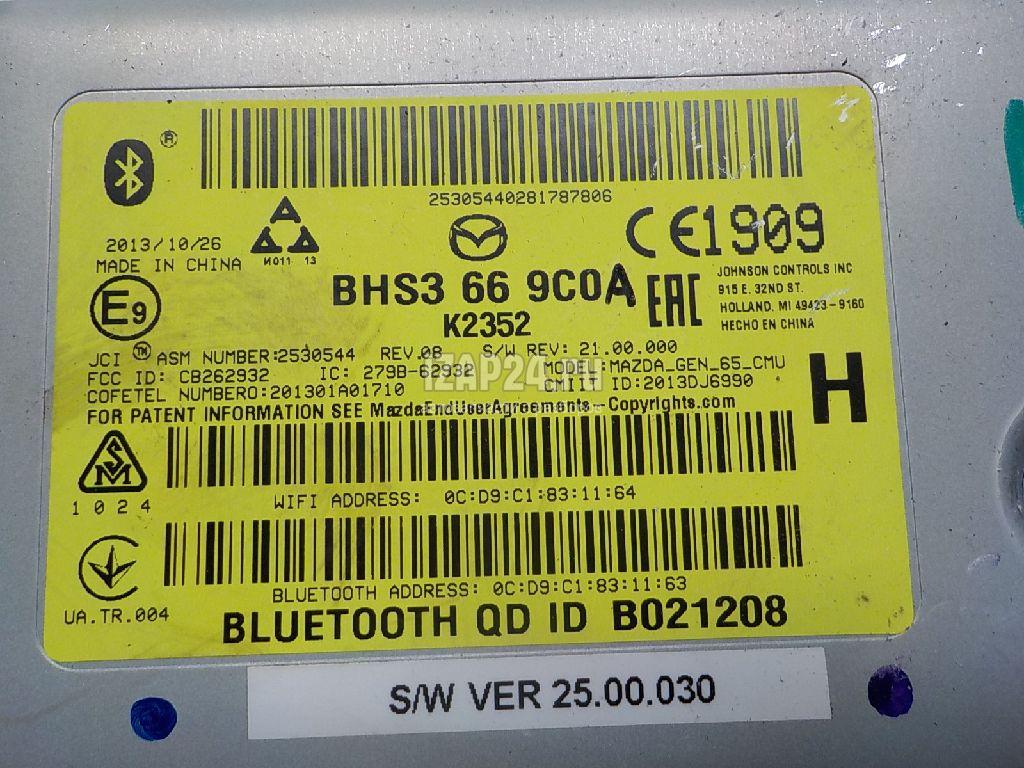 ®
25305440281787806
2013/10/26
MADE IN CHINA
И011 13
CE1909
BHS3 66 9C0A
EAC
JOHNSON CONTROLS INC
915 E. 32ND ST.
HOLLAND, MI 49423-9160
HECHO EN CHINA
E9
K2352
JCI ™ ASM NUMBER:2530544 REV.08 S/W REV: 21.00.000
FCC ID: CB262932 IC: 279B-62932 MODEL:MAZDA_GEN_65_CMU
COFETEL NUMBERO:201301A01710 CMIIT ID:2013DJ6990
H
FOR PATENT INFORMATION SEE MazdaEndUserAgreements-Copyrights.com
IZAP24.RU
SM
1024
WIFI ADDRESS: 0C:D9:C1:83:11:64
BLUETOOTH ADDRESS: 0C:D9:C1:83:11:63
UA.TR.004
BLUETOOTH QD ID B021208
S/W VER 25.00.030